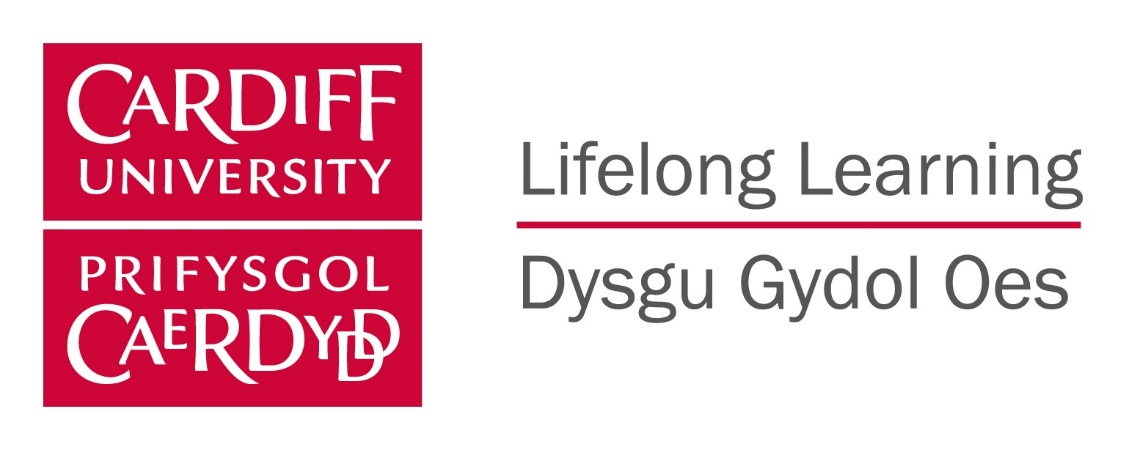 CARDIFF
UNIVERSITY
PRIFYSGOL
CAERDYDD
Lifelong Learning
Dysgu Gydol Oes